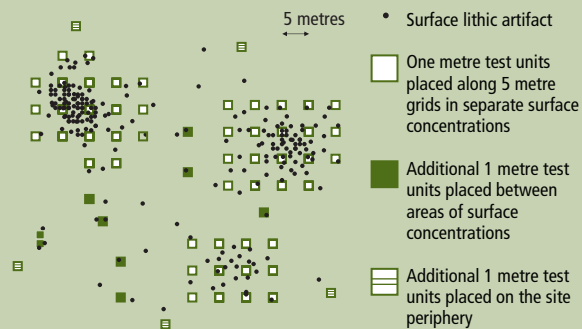 5 metres
Surface lithic artifact
One metre test units
placed along 5 metre
grids in separate surface
concentrations
Additional 1 metre test
units placed between
areas of surface
concentrations
Additional 1 metre test
units placed on the site
periphery